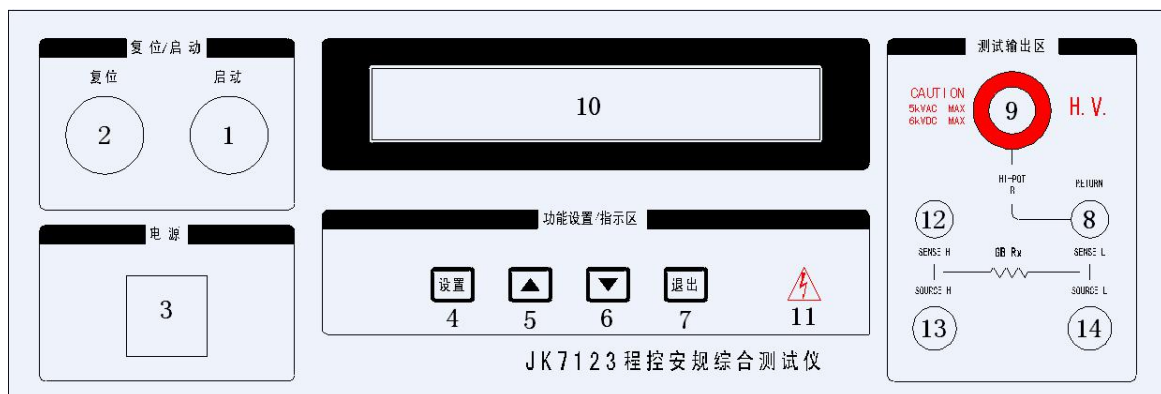 复位/启动
复位
启动
2
1
电源
3
10
功能设置/指示区
设置
退出
4
5
6
7
11
JK7123程控安规综合测试仪
测试输出区
CAUTION
5kVAC MAX
6kVDC MAX
9
H.V.
HI-POT
R
RETURN
12
8
SENSE H
GB Rx
SENSE L
SOURCE H
SOURCE L
13
14